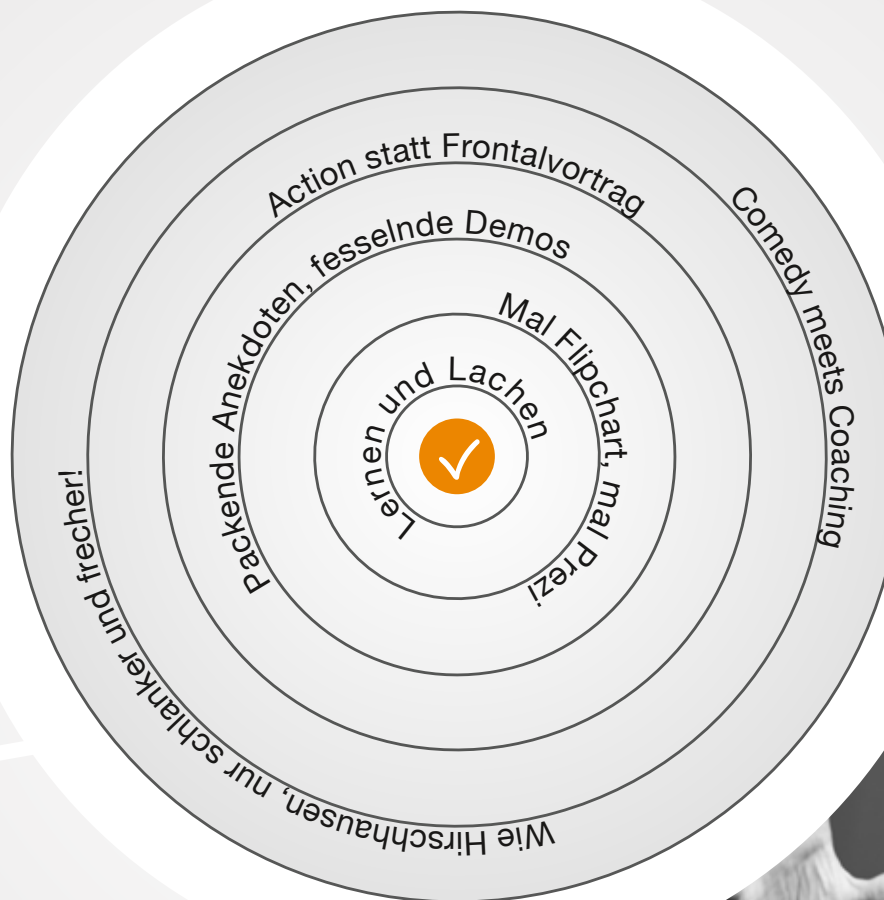 Action statt Frontalvortrag
Comedy meets Coaching
Packende Anekdoten, fesselnde Demos
Mal Flipchart, mal Prezi
Lernen und Lachen
Wie Hirschhausen, nur schlanker und frecher!